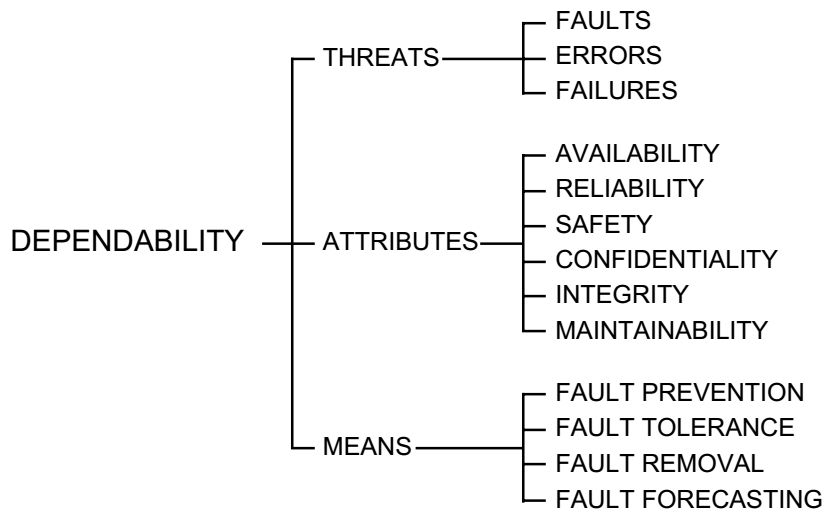 DEPENDABILITY
THREATS
FAULTS
ERRORS
FAILURES
ATTRIBUTES
AVAILABILITY
RELIABILITY
SAFETY
CONFIDENTIALITY
INTEGRITY
MAINTAINABILITY
MEANS
FAULT PREVENTION
FAULT TOLERANCE
FAULT REMOVAL
FAULT FORECASTING